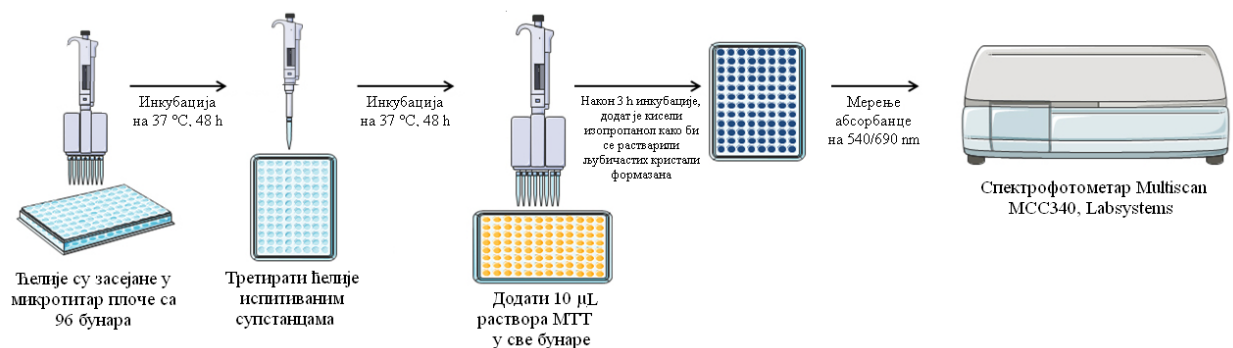 Инкубација
на 37 °C, 48 h
Инкубација
на 37 °C, 48 h
Након 3 h инкубације,
додат је кисели
изопропанол како би
се растварили
љубичастих кристали
формазана
Мерење
абсорбанце
на 540/690 nm
Ћелије су засејане у
микротитар плоче са
96 бунара
Третирати ћелије
испитиваним
супстанцама
Додати 10 µL
раствора МТТ
у све бунаре
Спектрофотометар Multiscan
MCC340, Labsystems